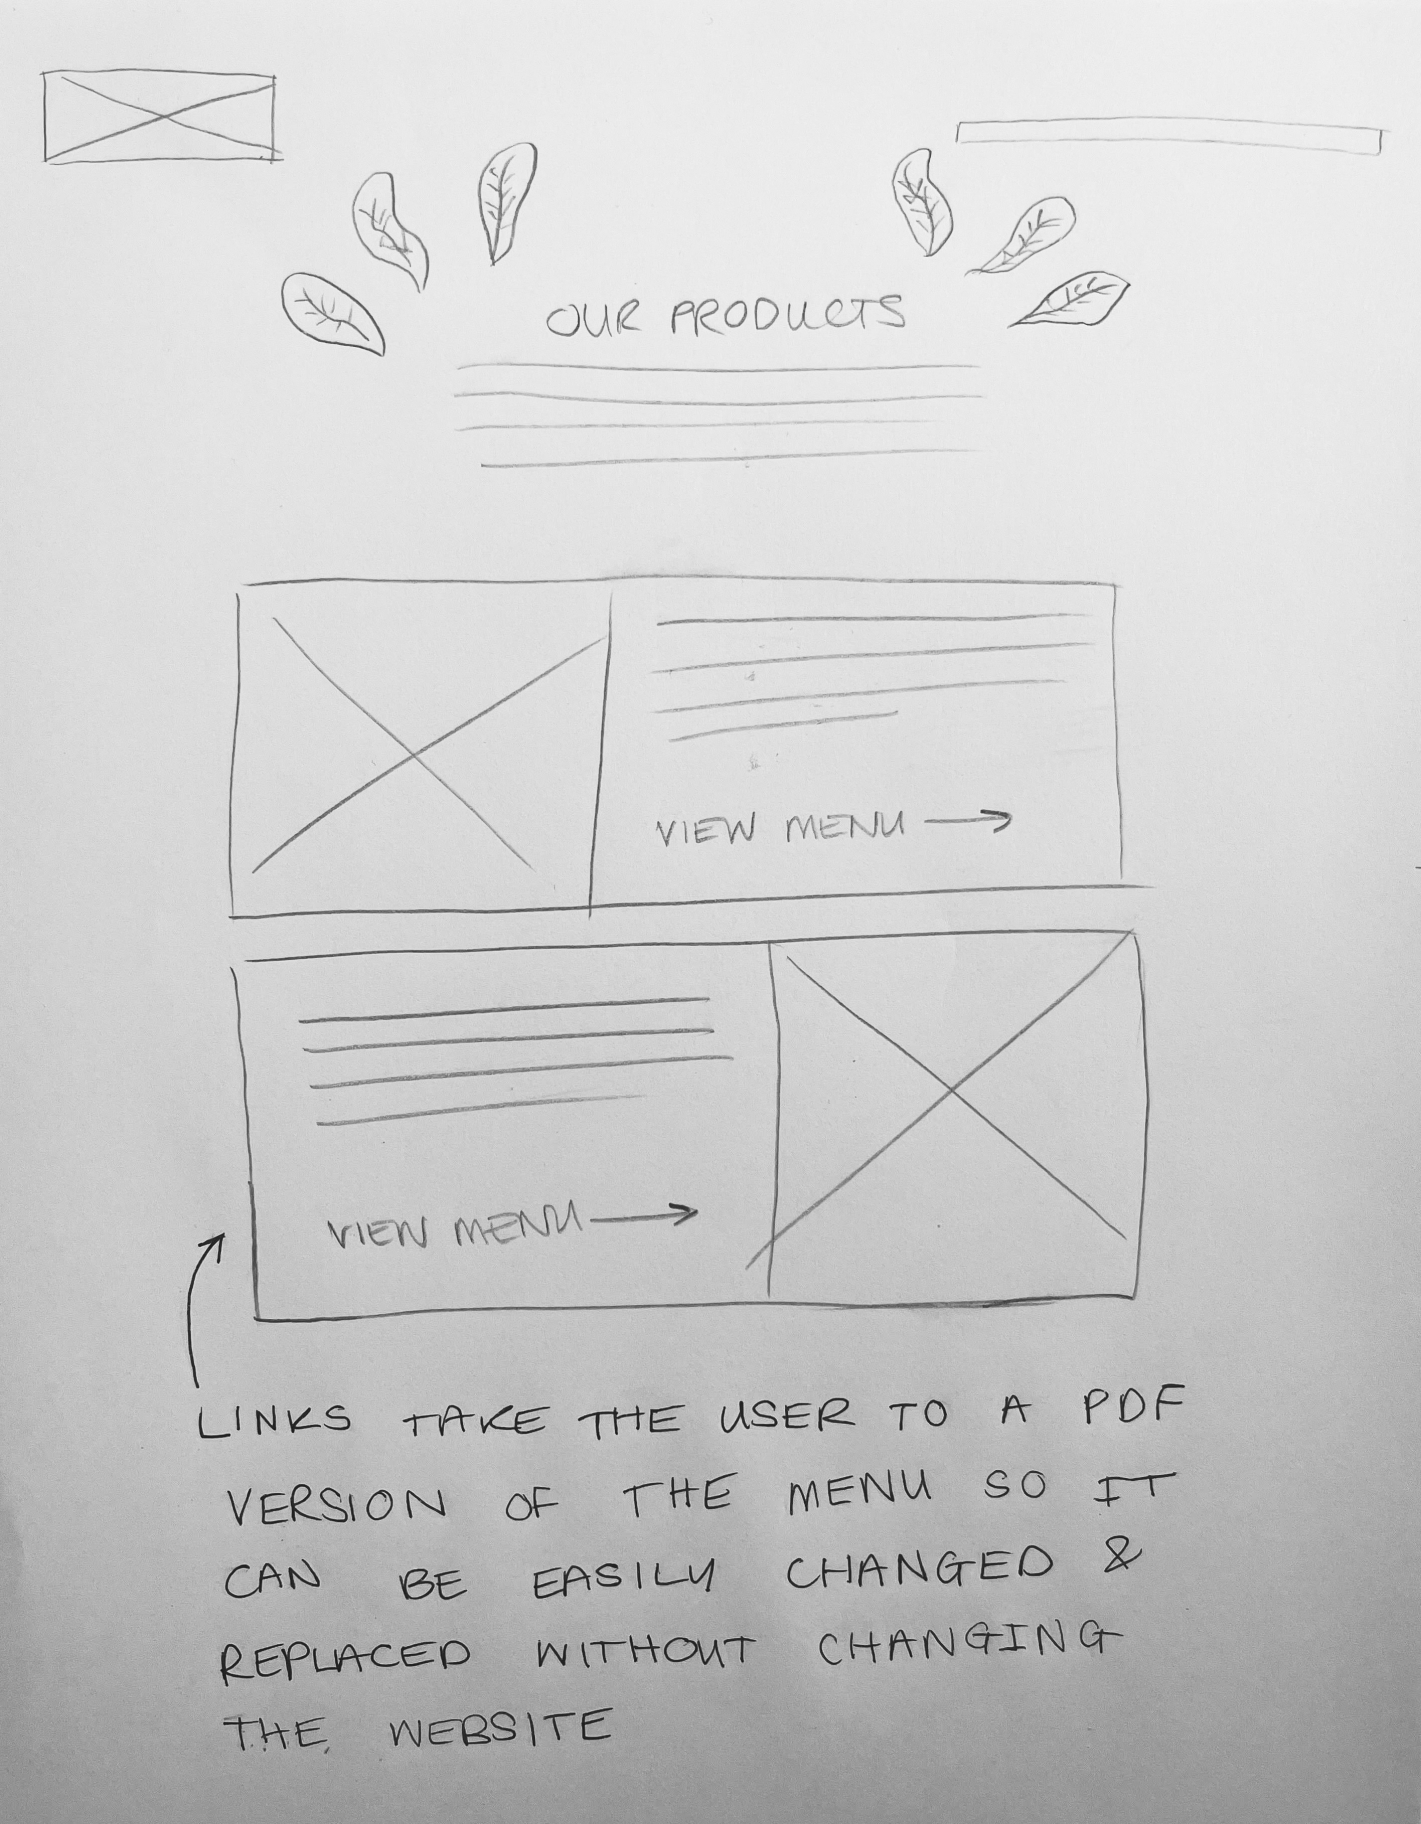 OUR PRODUCTS
VIEW MENU
VIEW MENU
LINKS TAKE THE USER TO A PDF
VERSION OF THE MENU SO IT
CAN BE EASILY CHANGED &
REPLACED WITHOUT CHANGING
THE WEBSITE